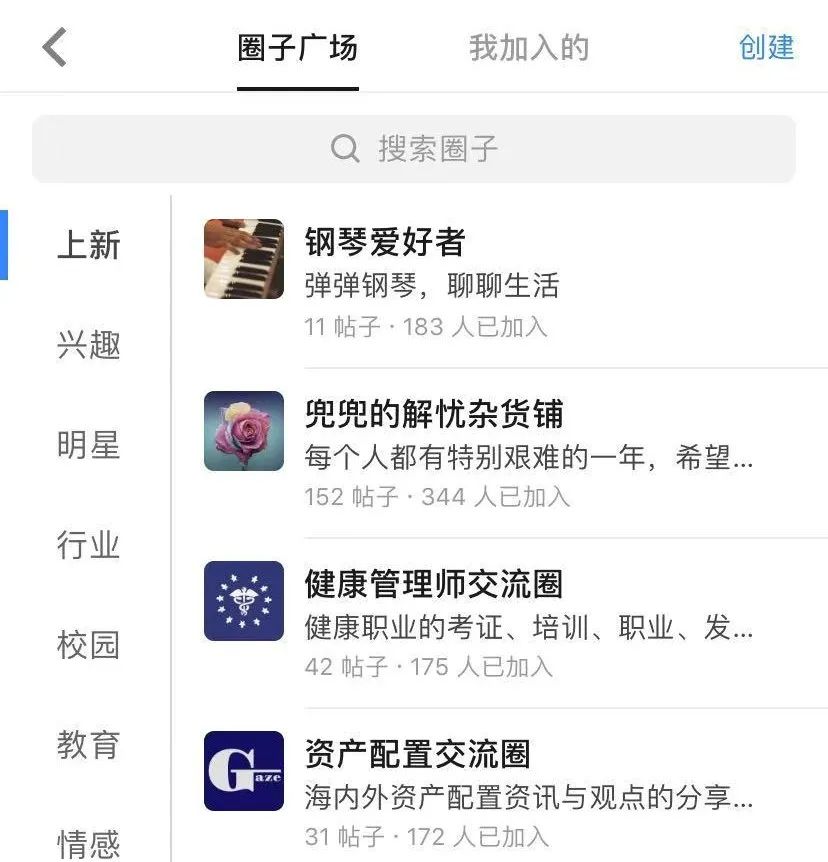 圈子广场
我加入的
创建
搜索圈子
上新
兴趣
明星
行业
校园
教育
情感
钢琴爱好者
弹弹钢琴，聊聊生活
11 帖子 · 183 人已加入
兜兜的解忧杂货铺
每个人都有特别艰难的一年，希望...
152 帖子 · 344 人已加入
健康管理师交流圈
健康职业的考证、培训、职业、发...
42 帖子 · 175 人已加入
Gaze
资产配置交流圈
海内外资产配置资讯与观点的分享...
31 帖子 · 172 人已加入